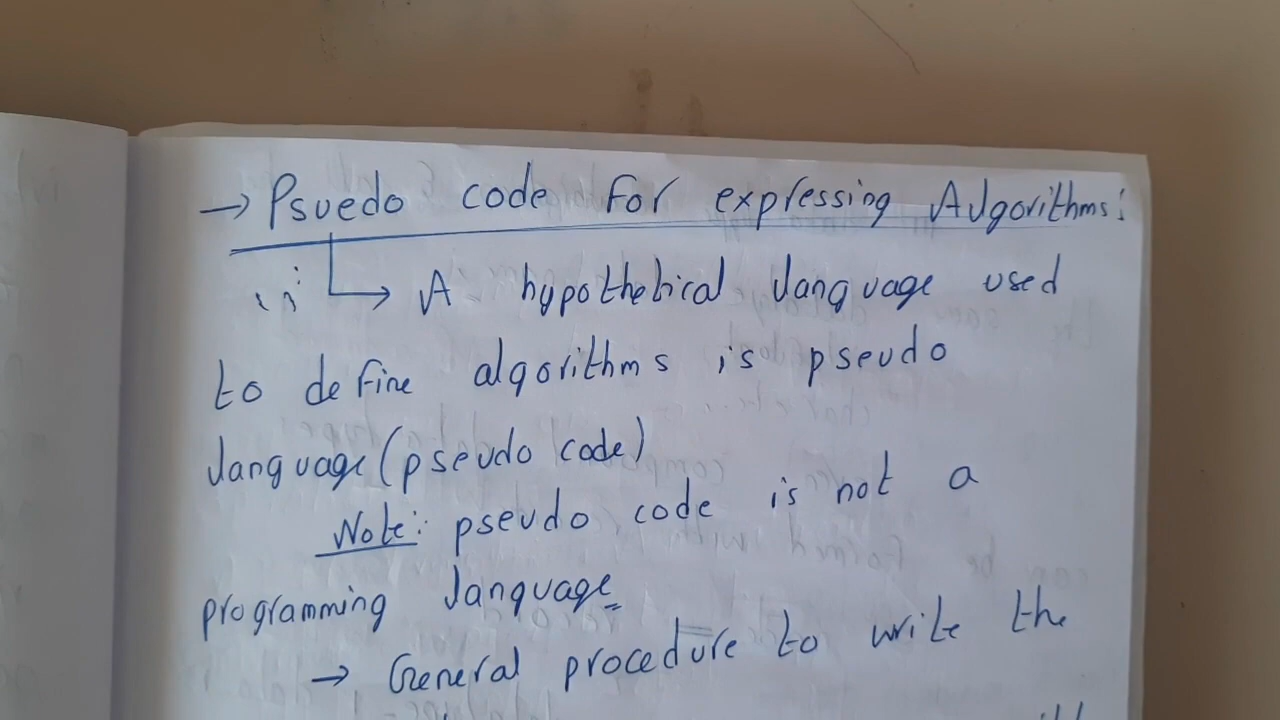 → Psuedo code for expressing Algorithms:
→ A hypothetical language used
to define algorithms is pseudo
language (pseudo code)
Note: pseudo code is not a
programming language
→ General procedure to write the